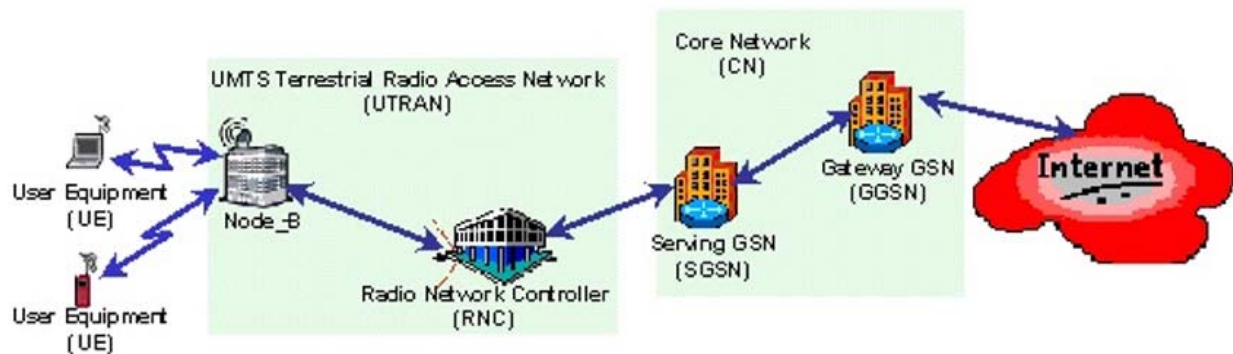 UMTS Terrestrial Radio Access Network
(UTRAN)
Core Network
(CN)
User Equipment
(UE)
Node_B
User Equipment
(UE)
Radio Network Controller
(RNC)
Serving GSN
(SGSN)
Gateway GSN
(GGSN)
Internet